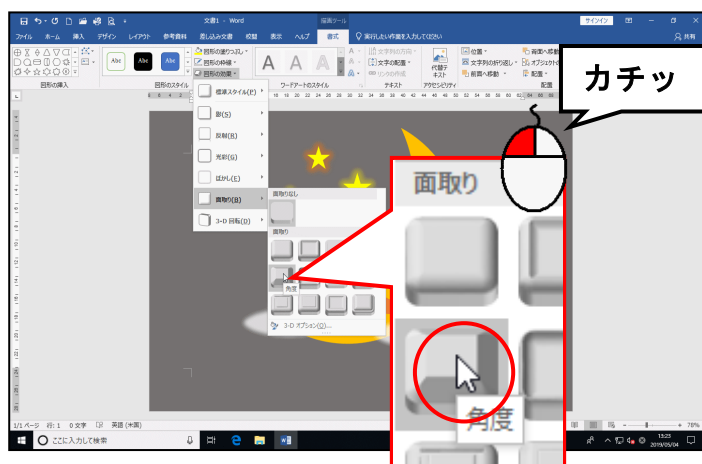 文書1 - Word
描画ツール
サインイン
ファイル ホーム 挿入 デザイン レイアウト 参考資料 差し込み文書 校閲 表示 ヘルプ 書式 実行したい作業を入力してください 共有
図形の塗りつぶし
図形の枠線
図形の効果
Abc Abc Abc
A A A
文字列の方向
文字の配置
リンクの作成
代替テキスト
位置
文字列の折り返し
前面へ移動
背面へ移動
配置
図形の挿入 図形のスタイル ワードアートのスタイル テキスト アクセシビリティ 配置
標準スタイル(P)
影(S)
反射(R)
光彩(G)
ぼかし(E)
面取り(B)
3-D 回転(D)
面取りなし
面取り
角度
3-D オプション(O)...
カチッ
面取り
角度
1/1 ページ 行: 1 0 文字 英語 (米国)
78%
ここに入力して検索
13:23
2019/05/04